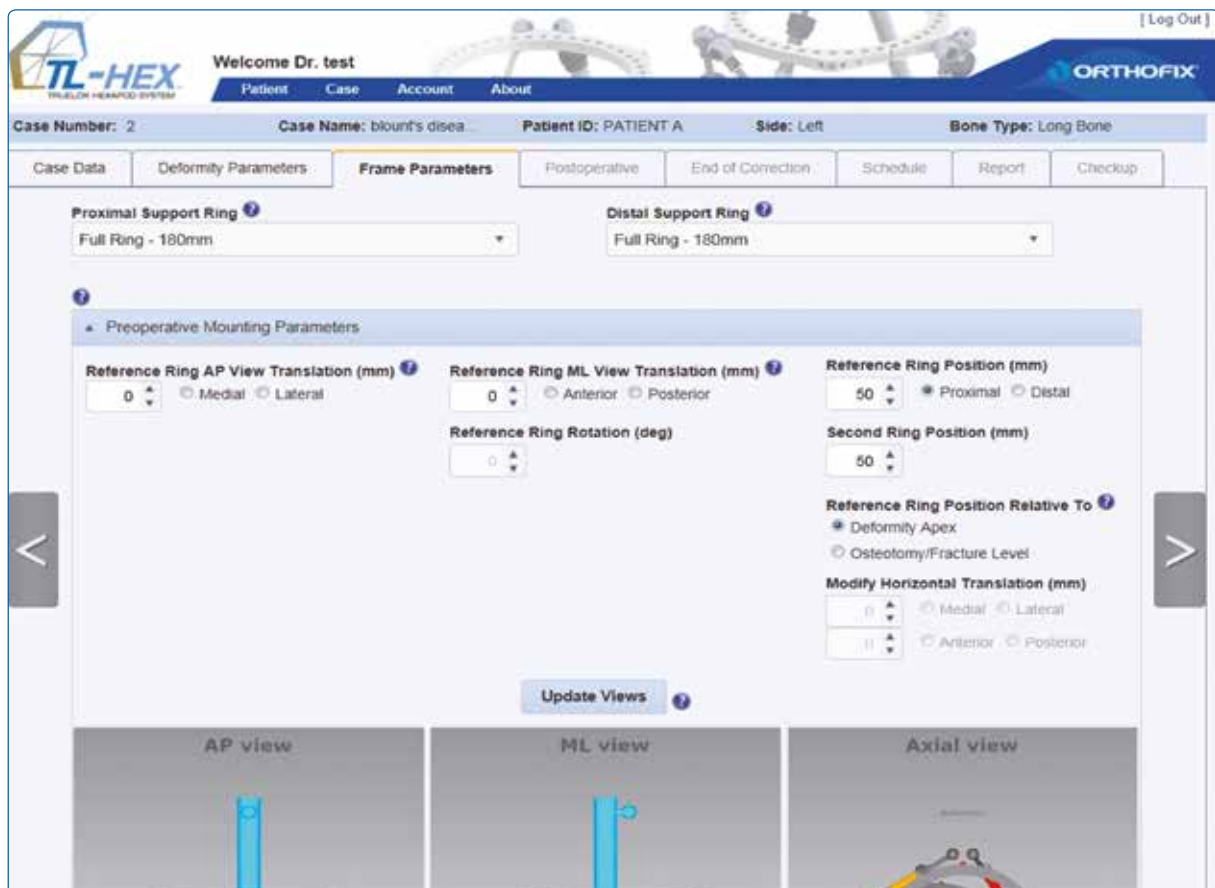 [ Log Out ]
TL-HEX
TRUELOK HEXAPOD SYSTEM
Welcome Dr. test
ORTHOFIX
Patient Case Account About
Case Number: 2 Case Name: blount's disea... Patient ID: PATIENT A Side: Left Bone Type: Long Bone
Case Data Deformity Parameters Frame Parameters Postoperative End of Correction Schedule Report Checkup
Proximal Support Ring ? Distal Support Ring ?
Full Ring - 180mm Full Ring - 180mm
?
Preoperative Mounting Parameters
Reference Ring AP View Translation (mm) ? Reference Ring ML View Translation (mm) ? Reference Ring Position (mm)
0 Medial Lateral 0 Anterior Posterior 50 Proximal Distal
Reference Ring Rotation (deg) Second Ring Position (mm)
0 50
Reference Ring Position Relative To ?
Deformity Apex
< Osteotomy/Fracture Level >
Modify Horizontal Translation (mm)
0 Medial Lateral
0 Anterior Posterior
Update Views ?
AP view ML view Axial view